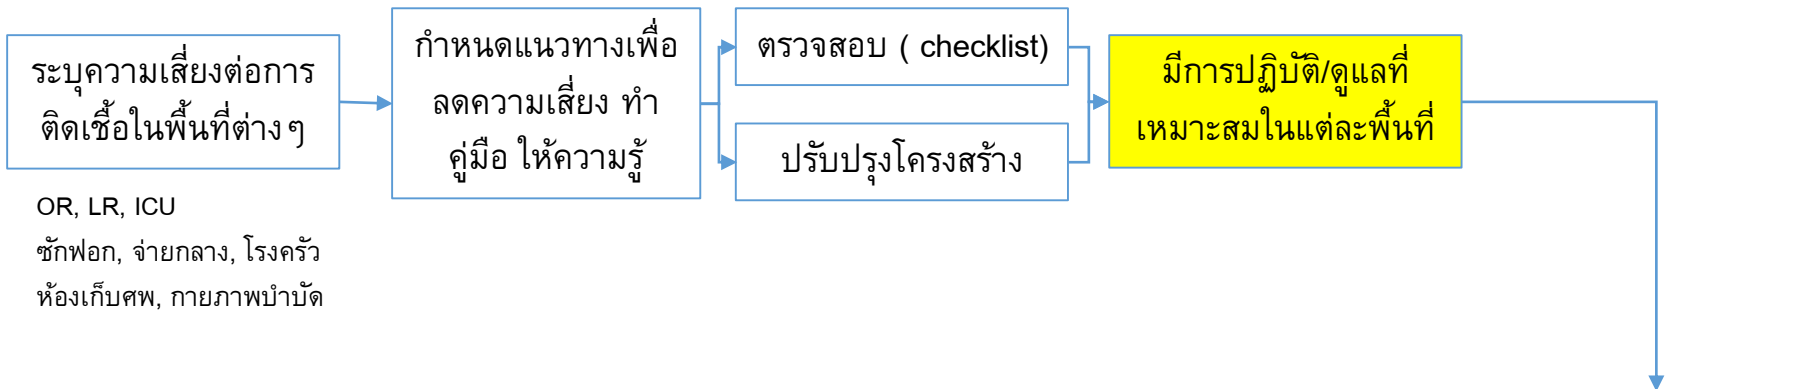 ระบุความเสี่ยงต่อการ
ติดเชื้อในพื้นที่ต่างๆ
OR, LR, ICU
ซักฟอก, จ่ายกลาง, โรงครัว
ห้องเก็บศพ, กายภาพบำบัด
กำหนดแนวทางเพื่อ
ลดความเสี่ยง ทำ
คู่มือ ให้ความรู้
ตรวจสอบ ( checklist)
ปรับปรุงโครงสร้าง
มีการปฏิบัติ/ดูแลที่
เหมาะสมในแต่ละพื้นที่